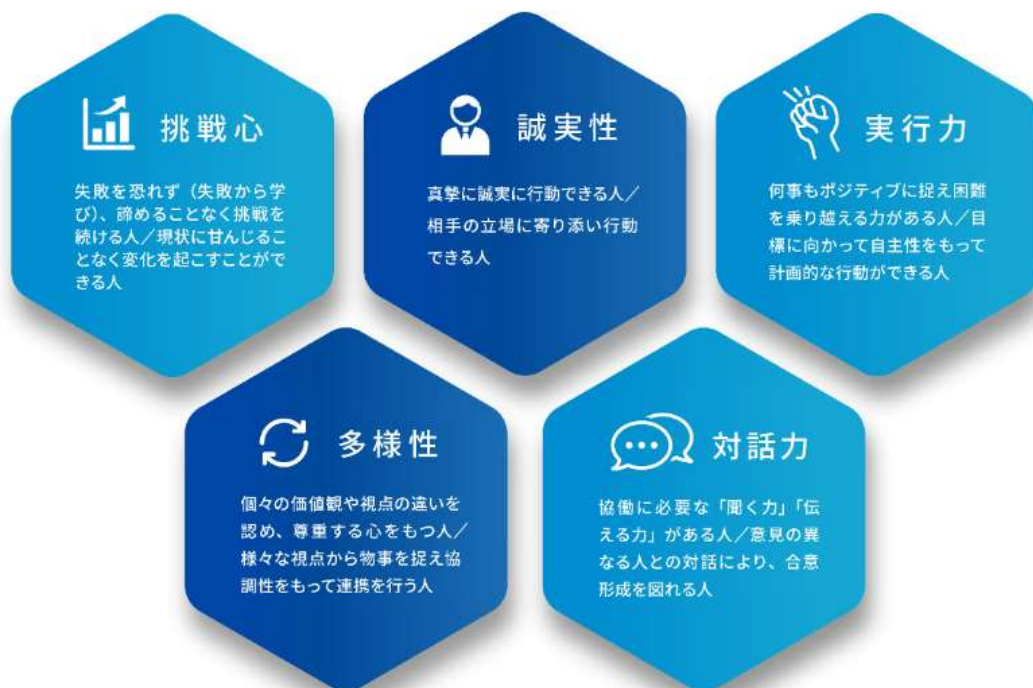 挑戦心
失敗を恐れず（失敗から学
び）、諦めることなく挑戦を
続ける人／現状に甘んじるこ
となく変化を起こすことがで
きる人
誠実性
真摯に誠実に行動できる人／
相手の立場に寄り添い行動
できる人
実行力
何事もポジティブに捉え困難
を乗り越える力がある人／目
標に向かって自主性をもって
計画的な行動ができる人
多様性
個々の価値観や視点の違いを
認め、尊重する心をもつ人／
様々な視点から物事を捉え協
調性をもって連携を行う人
対話力
協働に必要な「聞く力」「伝
える力」がある人／意見の異
なる人との対話により、合意
形成を図れる人